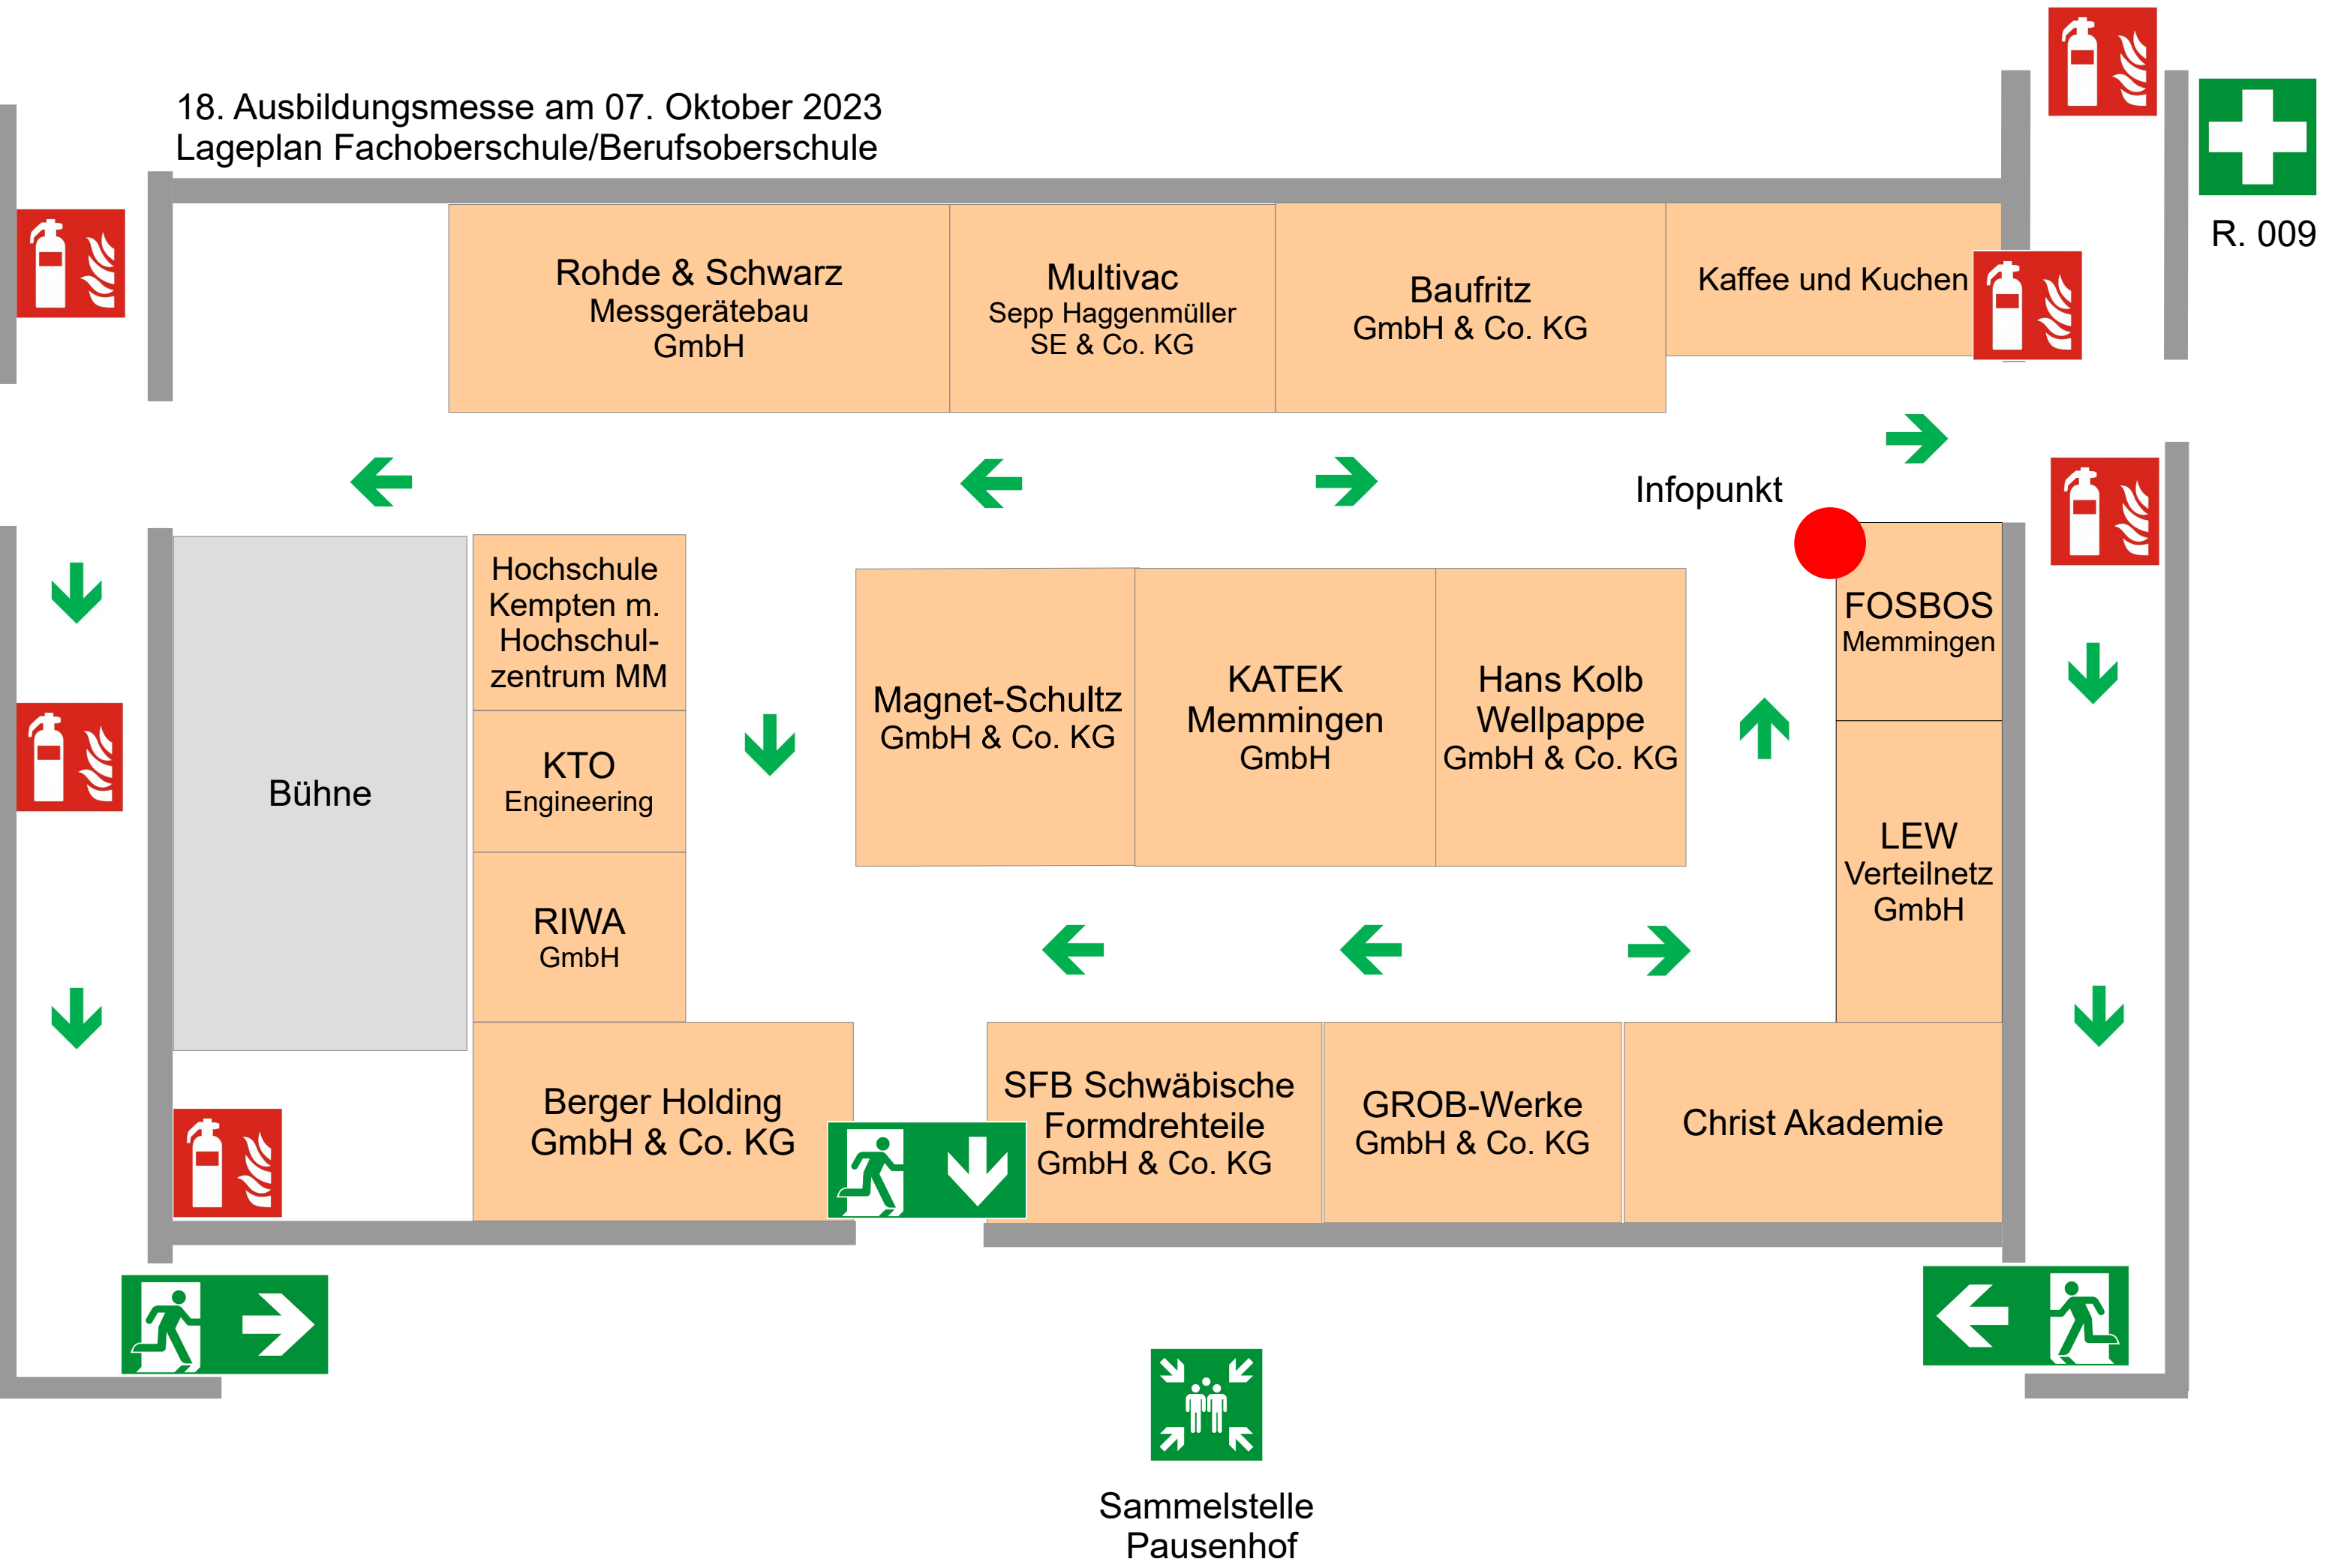 18. Ausbildungsmesse am 07. Oktober 2023
Lageplan Fachoberschule/Berufsoberschule
R. 009
Rohde & Schwarz
Messgerätebau
GmbH
Multivac
Sepp Haggenmüller
SE & Co. KG
Baufritz
GmbH & Co. KG
Kaffee und Kuchen
Infopunkt
Bühne
Hochschule
Kempten m.
Hochschul-
zentrum MM
KTO
Engineering
RIWA
GmbH
Magnet-Schultz
GmbH & Co. KG
KATEK
Memmingen
GmbH
Hans Kolb
Wellpappe
GmbH & Co. KG
FOSBOS
Memmingen
LEW
Verteilnetz
GmbH
Berger Holding
GmbH & Co. KG
SFB Schwäbische
Formdrehteile
GmbH & Co. KG
GROB-Werke
GmbH & Co. KG
Christ Akademie
Sammelstelle
Pausenhof